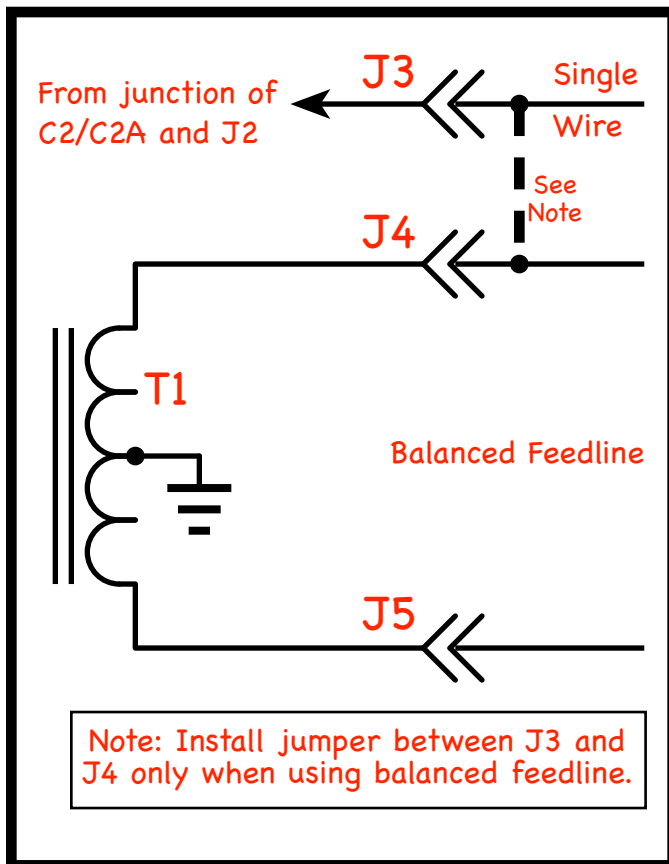 J3
Single
From junction of
C2/C2A and J2
Wire
See
Note
J4
T1
Balanced Feedline
J5
Note: Install jumper between J3 and
J4 only when using balanced feedline.